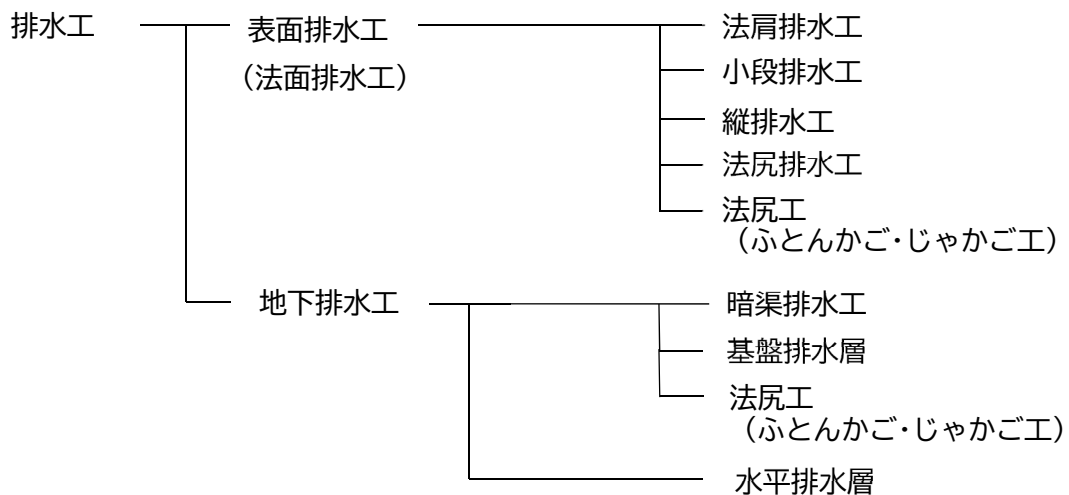 排水工
表面排水工
（法面排水工）
法肩排水工
小段排水工
縦排水工
法尻排水工
法尻工
（ふとんかご・じゃかご工）
地下排水工
暗渠排水工
基盤排水層
法尻工
（ふとんかご・じゃかご工）
水平排水層